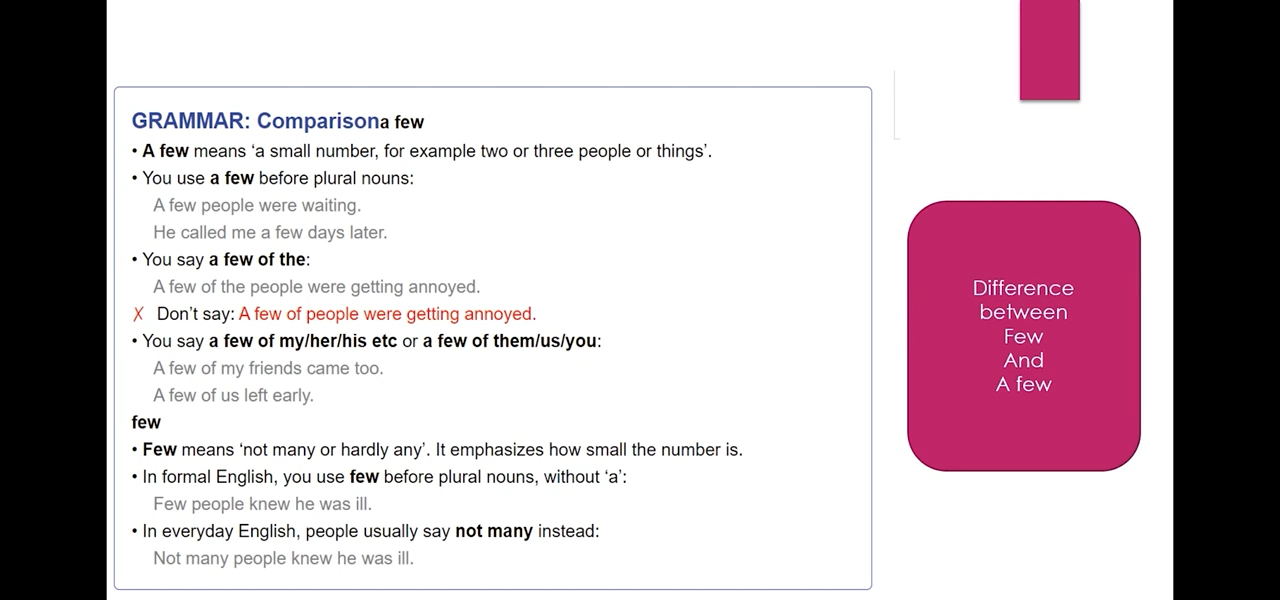 GRAMMAR: Comparisona few
• A few means ‘a small number, for example two or three people or things’.
• You use a few before plural nouns:
A few people were waiting.
He called me a few days later.
• You say a few of the:
A few of the people were getting annoyed.
✗ Don’t say: A few of people were getting annoyed.
• You say a few of my/her/his etc or a few of them/us/you:
A few of my friends came too.
A few of us left early.
few
• Few means ‘not many or hardly any’. It emphasizes how small the number is.
• In formal English, you use few before plural nouns, without ‘a’:
Few people knew he was ill.
• In everyday English, people usually say not many instead:
Not many people knew he was ill.
Difference
between
Few
And
A few